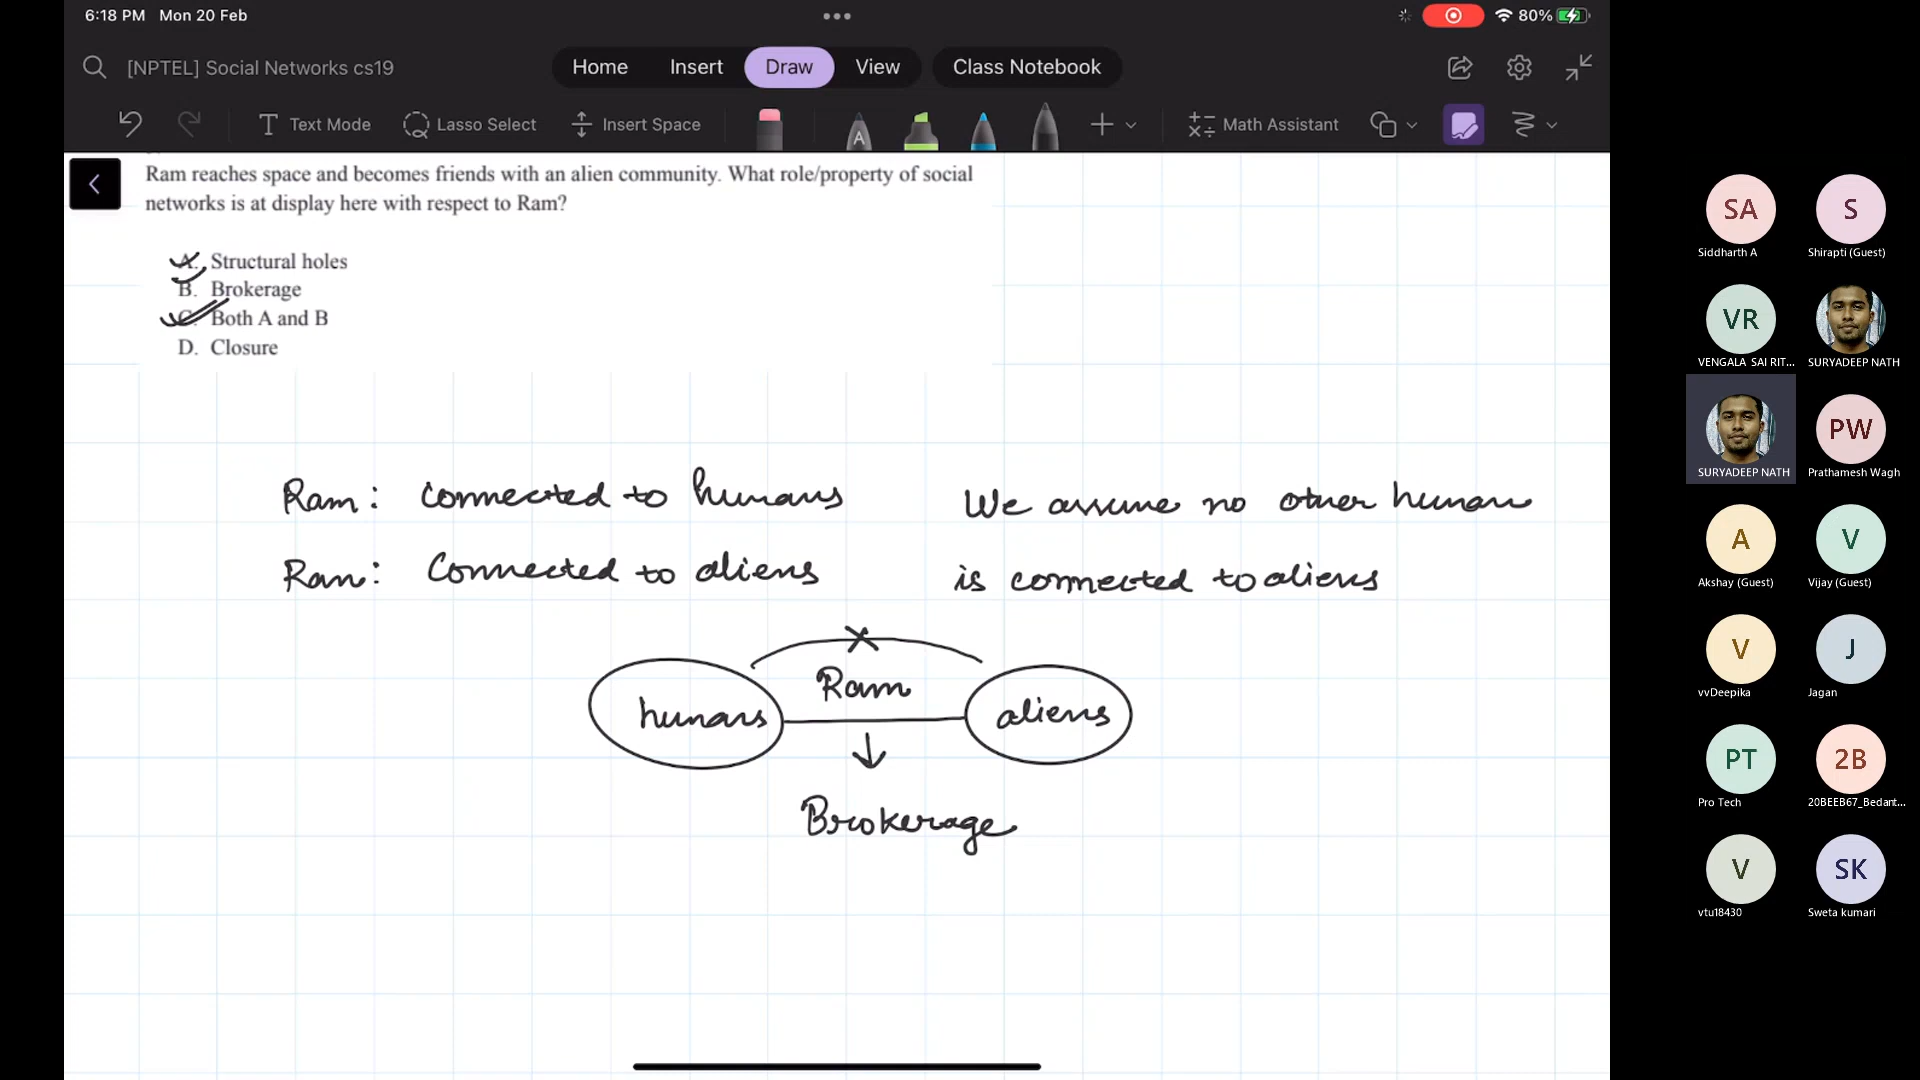 6:18 PM Mon 20 Feb
80%
[NPTEL] Social Networks cs19
Home Insert Draw View Class Notebook
Text Mode Lasso Select Insert Space A Math Assistant
Ram reaches space and becomes friends with an alien community. What role/property of social
networks is at display here with respect to Ram?
A. Structural holes
B. Brokerage
C. Both A and B
D. Closure
Ram: connected to humans
We assume no other human
Ram: Connected to aliens
is connected to aliens
humans Ram aliens
Brokerage
SA S
Siddharth A Shirapti (Guest)
VR
VENGALA SAI RIT... SURYADEEP NATH
PW
SURYADEEP NATH Prathamesh Wagh
A V
Akshay (Guest) Vijay (Guest)
V J
vvDeepika Jagan
PT 2B
Pro Tech 20BEEB67_Bedant...
V SK
vtu18430 Sweta kumari